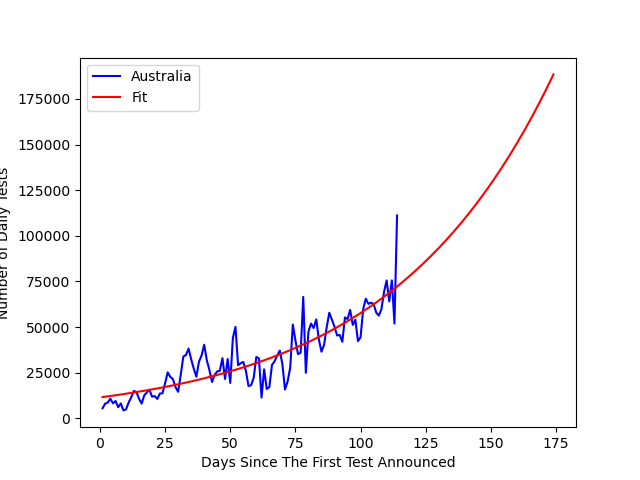 Australia
Fit
175000
150000
125000
100000
75000
50000
25000
0
Number of Daily Tests
0 25 50 75 100 125 150 175
Days Since The First Test Announced